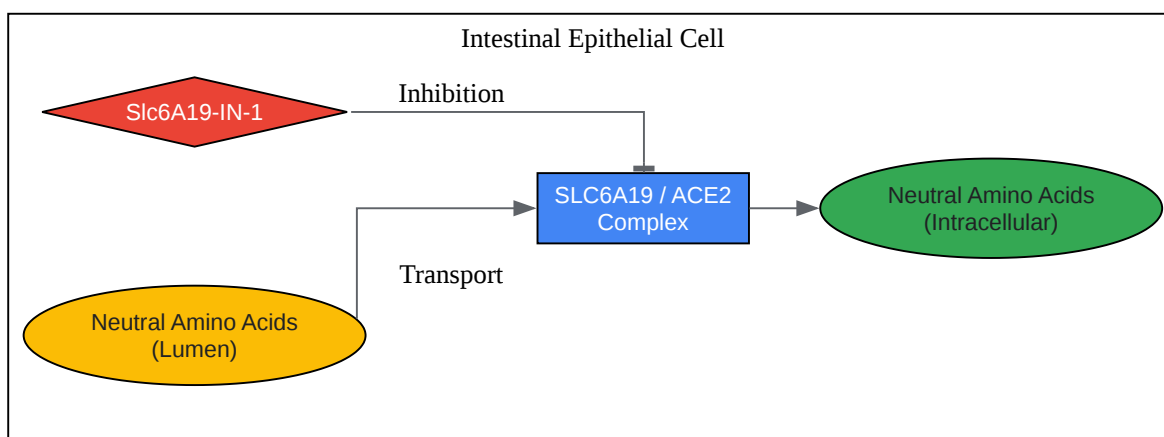 Intestinal Epithelial Cell
Slc6A19-IN-1
Inhibition
SLC6A19 / ACE2
Complex
Neutral Amino Acids
(Intracellular)
Transport
Neutral Amino Acids
(Lumen)